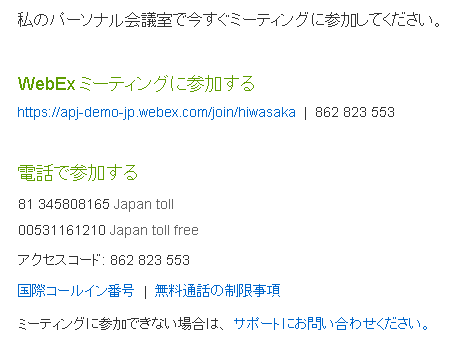 私のパーソナル会議室で今すぐミーティングに参加してください。
WebEx ミーティングに参加する
https://apj-demo-jp.webex.com/join/hiwasaka | 862 823 553
電話で参加する
81 345808165 Japan toll
00531161210 Japan toll free
アクセスコード: 862 823 553
国際コールイン番号 | 無料通話の制限事項
ミーティングに参加できない場合は、サポートにお問い合わせください。